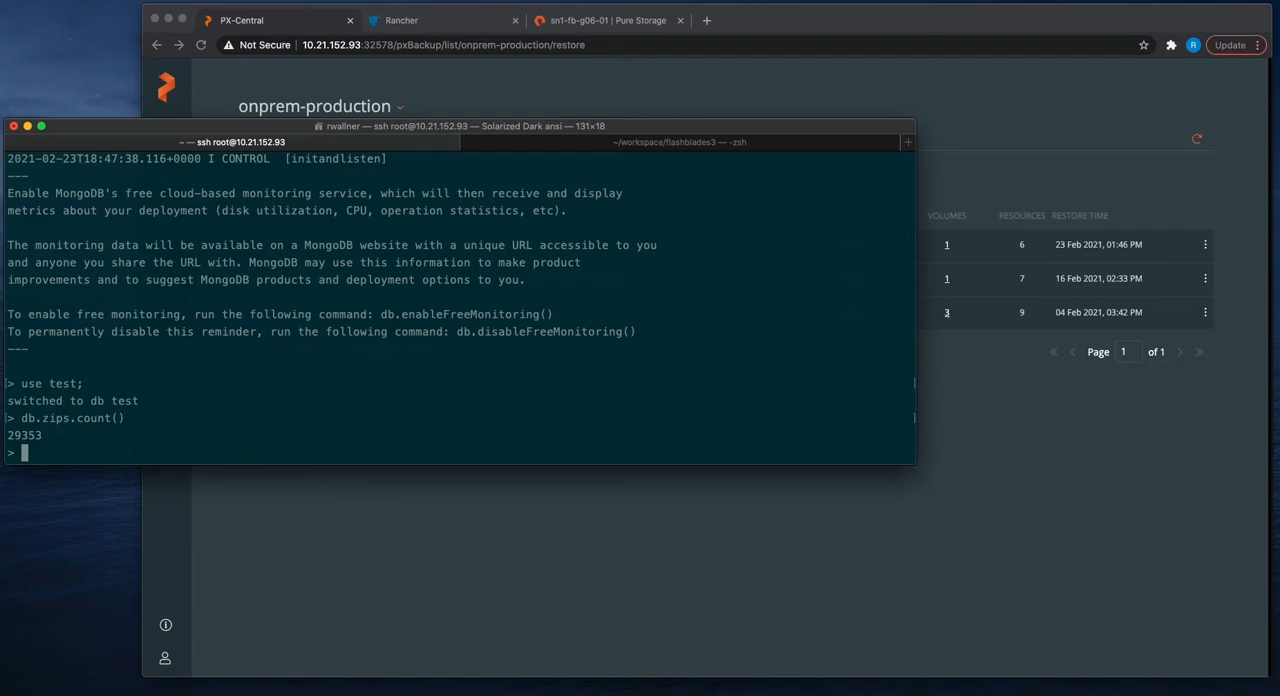 PX-Central
Rancher
sn1-fb-g06-01 | Pure Storage
Not Secure
10.21.152.93:32578/pxBackup/list/onprem-production/restore
R
Update
onprem-production
rwallner — ssh root@10.21.152.93 — Solarized Dark ansi — 131×18
~ — ssh root@10.21.152.93
~/workspace/flashblades3 — -zsh
2021-02-23T18:47:38.116+0000 I CONTROL  [initandlisten]
---
Enable MongoDB's free cloud-based monitoring service, which will then receive and display
metrics about your deployment (disk utilization, CPU, operation statistics, etc).
The monitoring data will be available on a MongoDB website with a unique URL accessible to you
and anyone you share the URL with. MongoDB may use this information to make product
improvements and to suggest MongoDB products and deployment options to you.
To enable free monitoring, run the following command: db.enableFreeMonitoring()
To permanently disable this reminder, run the following command: db.disableFreeMonitoring()
---
[> use test; ]
switched to db test
[> db.zips.count() ]
29353
>
VOLUMES RESOURCES RESTORE TIME
1 6 23 Feb 2021, 01:46 PM
1 7 16 Feb 2021, 02:33 PM
3 9 04 Feb 2021, 03:42 PM
Page 1 of 1